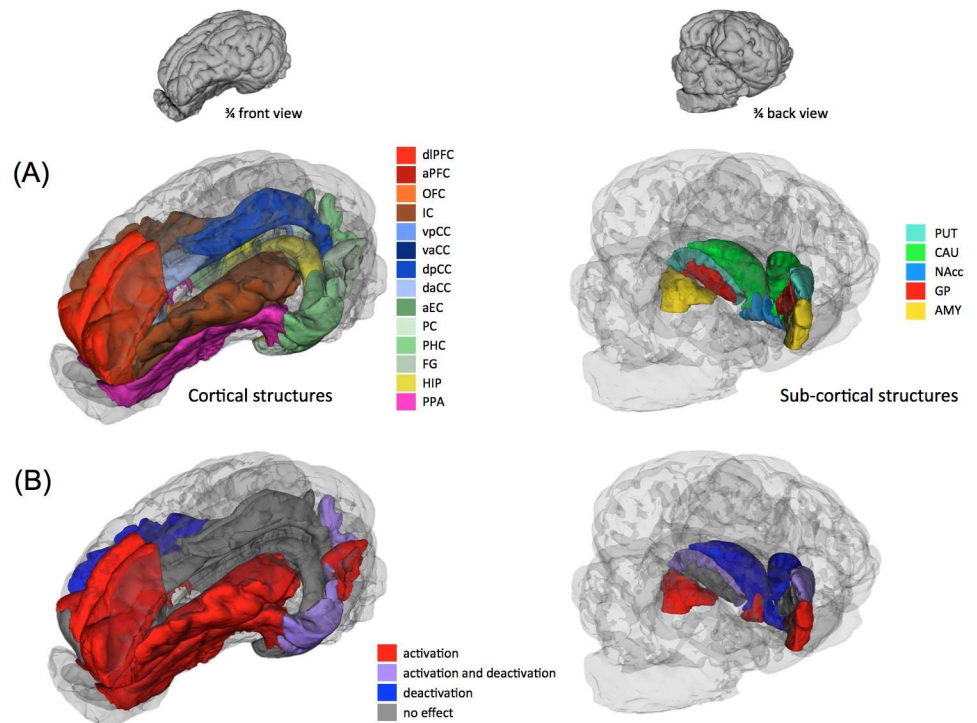 ¾ front view
¾ back view
(A)
dlPFC
aPFC
OFC
IC
vpCC
vaCC
dpCC
daCC
aEC
PC
PHC
FG
HIP
PPA
Cortical structures
PUT
CAU
NAcc
GP
AMY
Sub-cortical structures
(B)
activation
activation and deactivation
deactivation
no effect